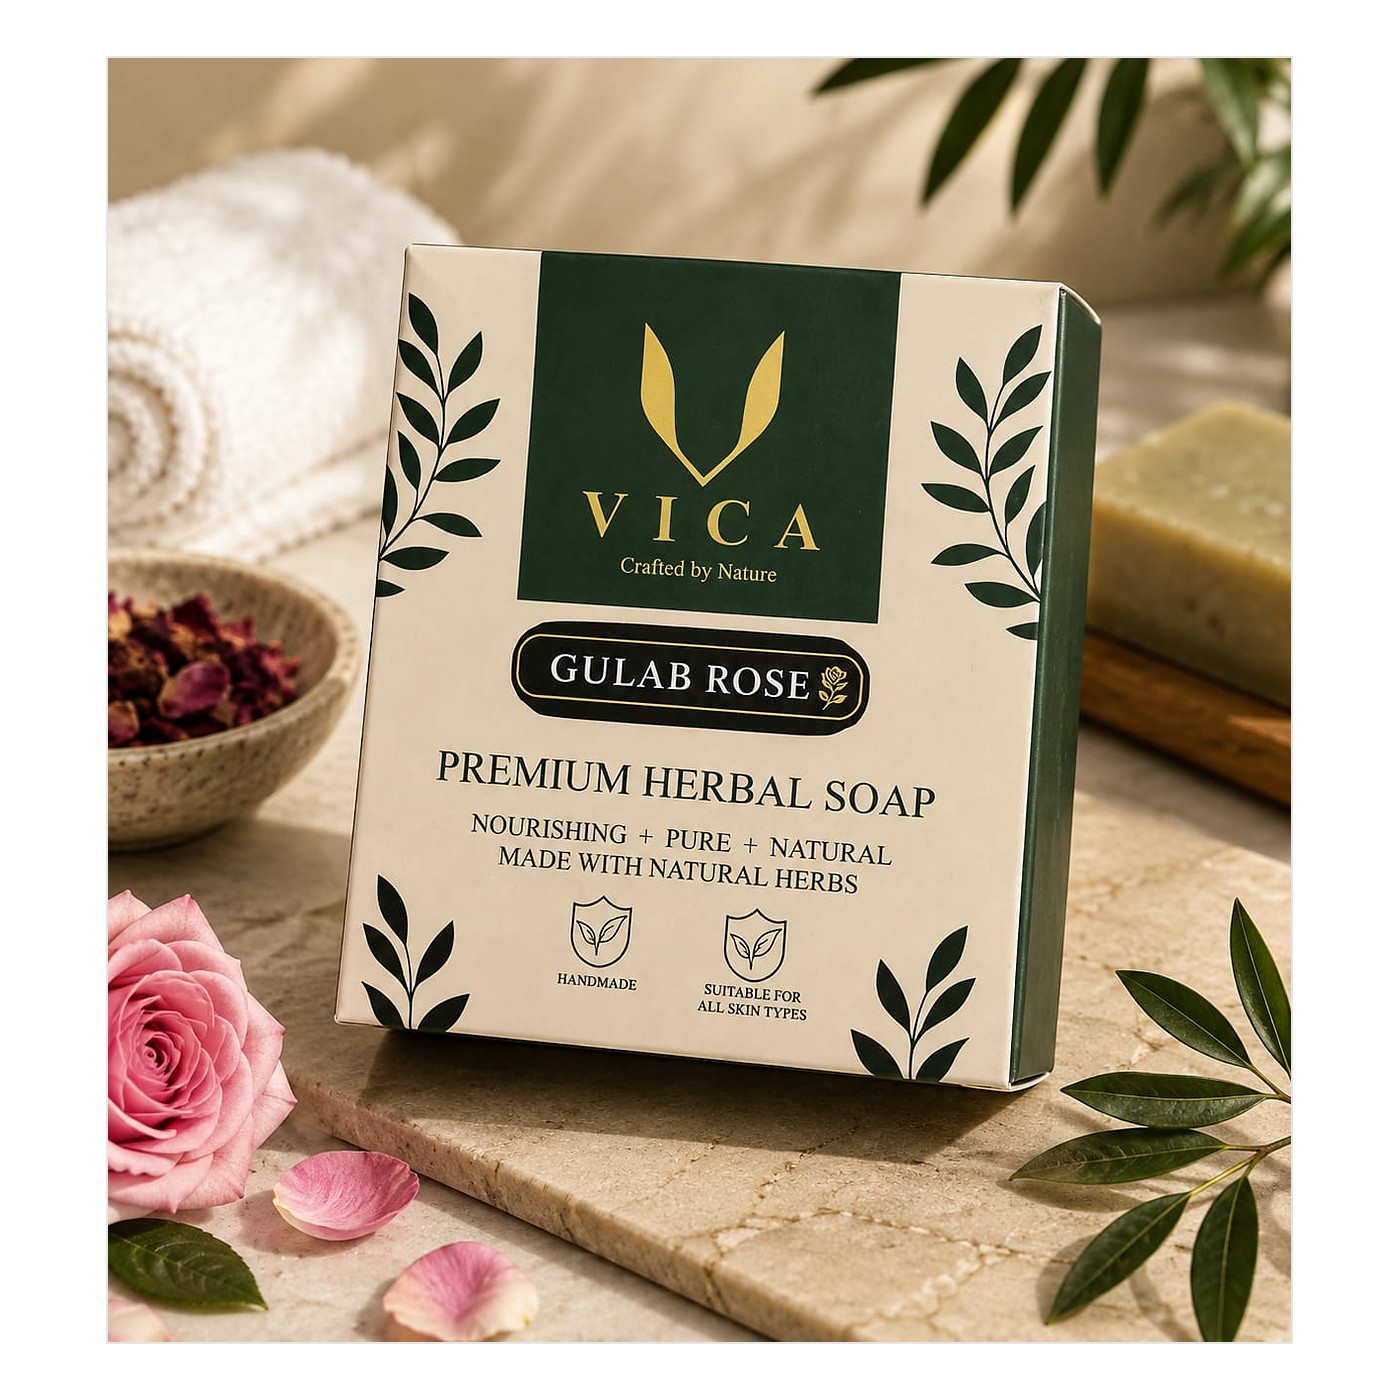 VICA
Crafted by Nature
GULAB ROSE
PREMIUM HERBAL SOAP
NOURISHING + PURE + NATURAL
MADE WITH NATURAL HERBS
HANDMADE
SUITABLE FOR
ALL SKIN TYPES